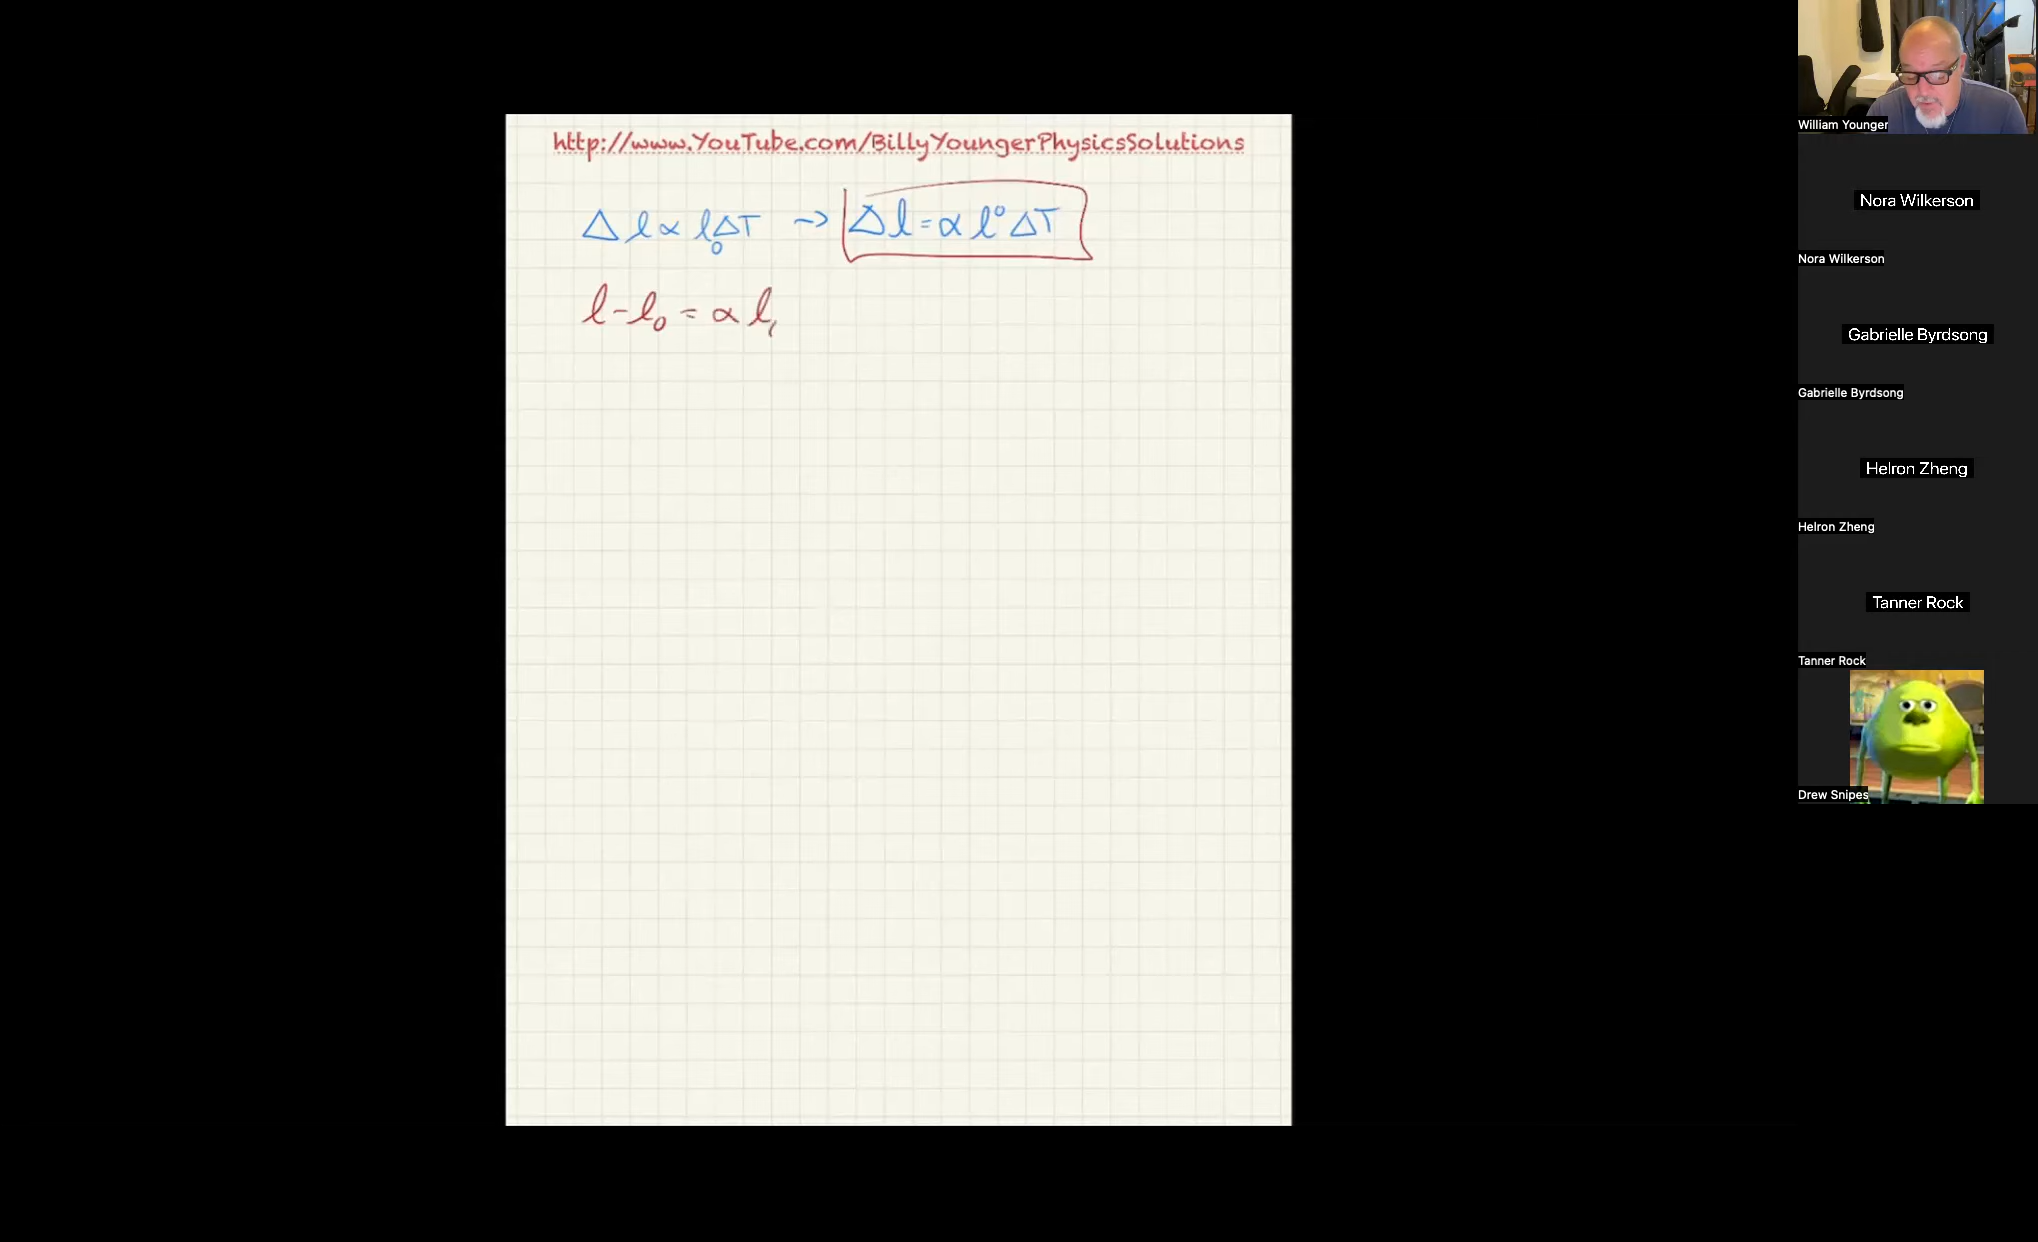 http://www.YouTube.com/BillyYoungerPhysicsSolutions
Δl ∝ l₀ΔT → Δl = α l⁰ ΔT
l - l₀ = α l
William Younger
Nora Wilkerson
Nora Wilkerson
Gabrielle Byrdsong
Gabrielle Byrdsong
Helron Zheng
Helron Zheng
Tanner Rock
Tanner Rock
Drew Snipes